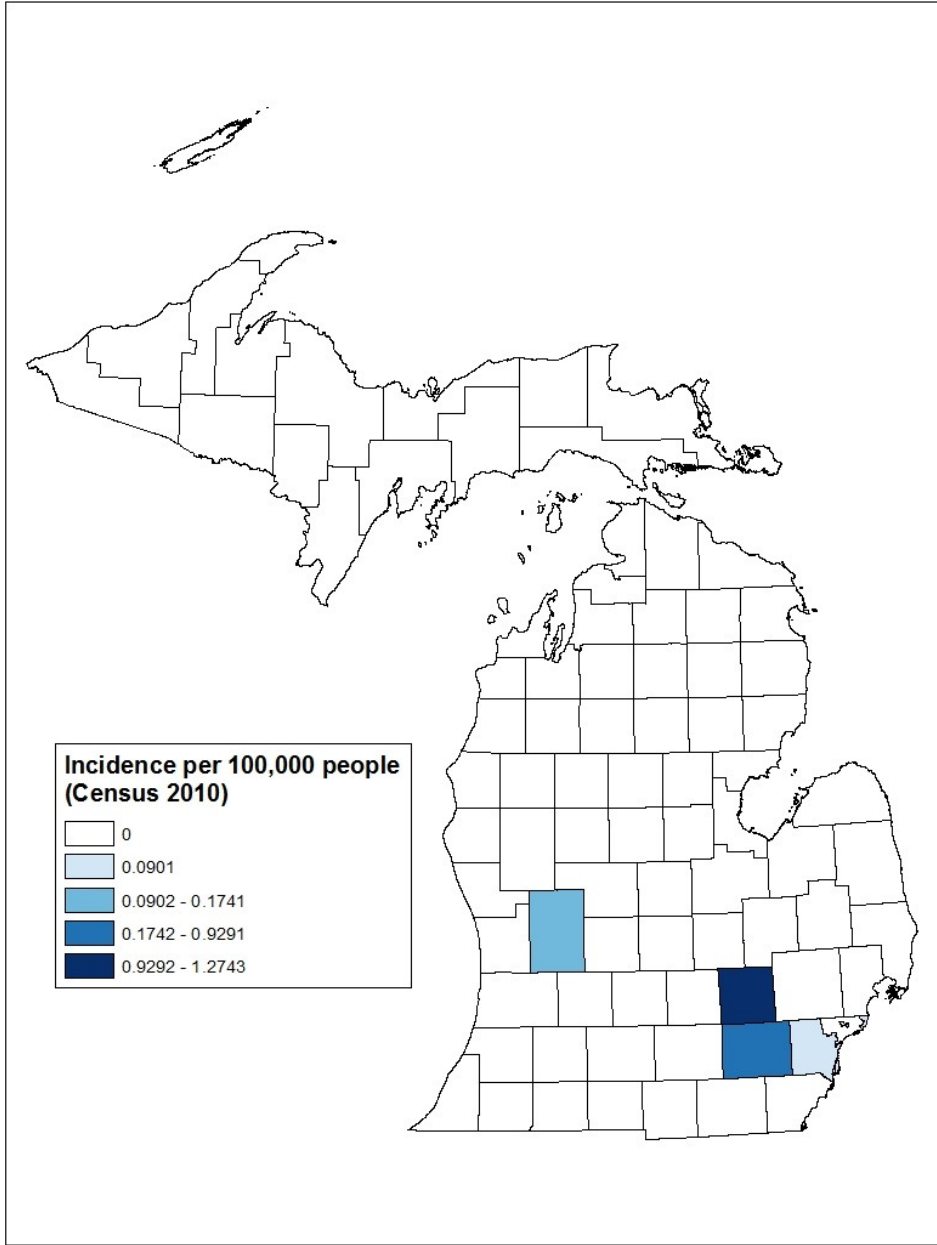 Incidence per 100,000 people
(Census 2010)
0
0.0901
0.0902 - 0.1741
0.1742 - 0.9291
0.9292 - 1.2743